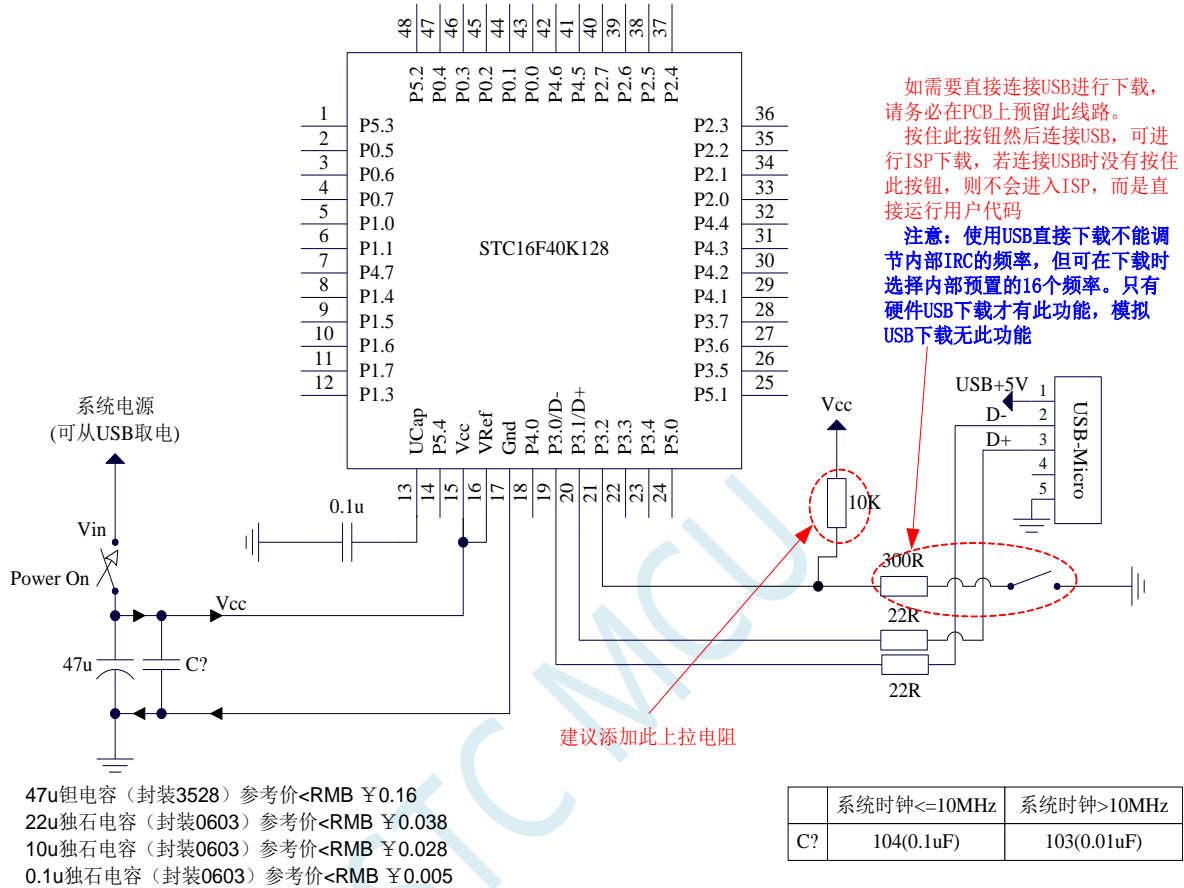 48 47 46 45 44 43 42 41 40 39 38 37
P5.2 P0.4 P0.3 P0.2 P0.1 P0.0 P4.6 P4.5 P2.7 P2.6 P2.5 P2.4
1 P5.3
2 P0.5
3 P0.6
4 P0.7
5 P1.0
6 P1.1
7 P4.7
8 P1.4
9 P1.5
10 P1.6
11 P1.7
12 P1.3
STC16F40K128
P2.3 36
P2.2 35
P2.1 34
P2.0 33
P4.4 32
P4.3 31
P4.2 30
P4.1 29
P3.7 28
P3.6 27
P3.5 26
P5.1 25
UCap P5.4 Vcc VRef Gnd P4.0 P3.0/D- P3.1/D+ P3.2 P3.3 P3.4 P5.0
13 14 15 16 17 18 19 20 21 22 23 24
如需要直接连接USB进行下载，
请务必在PCB上预留此线路。
按住此按钮然后连接USB，可进
行ISP下载，若连接USB时没有按住
此按钮，则不会进入ISP，而是直
接运行用户代码
注意：使用USB直接下载不能调
节内部IRC的频率，但可在下载时
选择内部预置的16个频率。只有
硬件USB下载才有此功能，模拟
USB下载无此功能
系统电源
(可从USB取电)
Vin
Power On
Vcc
47u
C?
0.1u
Vcc
10K
USB+5V
D-
D+
1
2
3
4
5
USB-Micro
300R
22R
22R
建议添加此上拉电阻
STC MCU
47u钽电容（封装3528）参考价<RMB ￥0.16
22u独石电容（封装0603）参考价<RMB ￥0.038
10u独石电容（封装0603）参考价<RMB ￥0.028
0.1u独石电容（封装0603）参考价<RMB ￥0.005
系统时钟<=10MHz 系统时钟>10MHz
C? 104(0.1uF) 103(0.01uF)